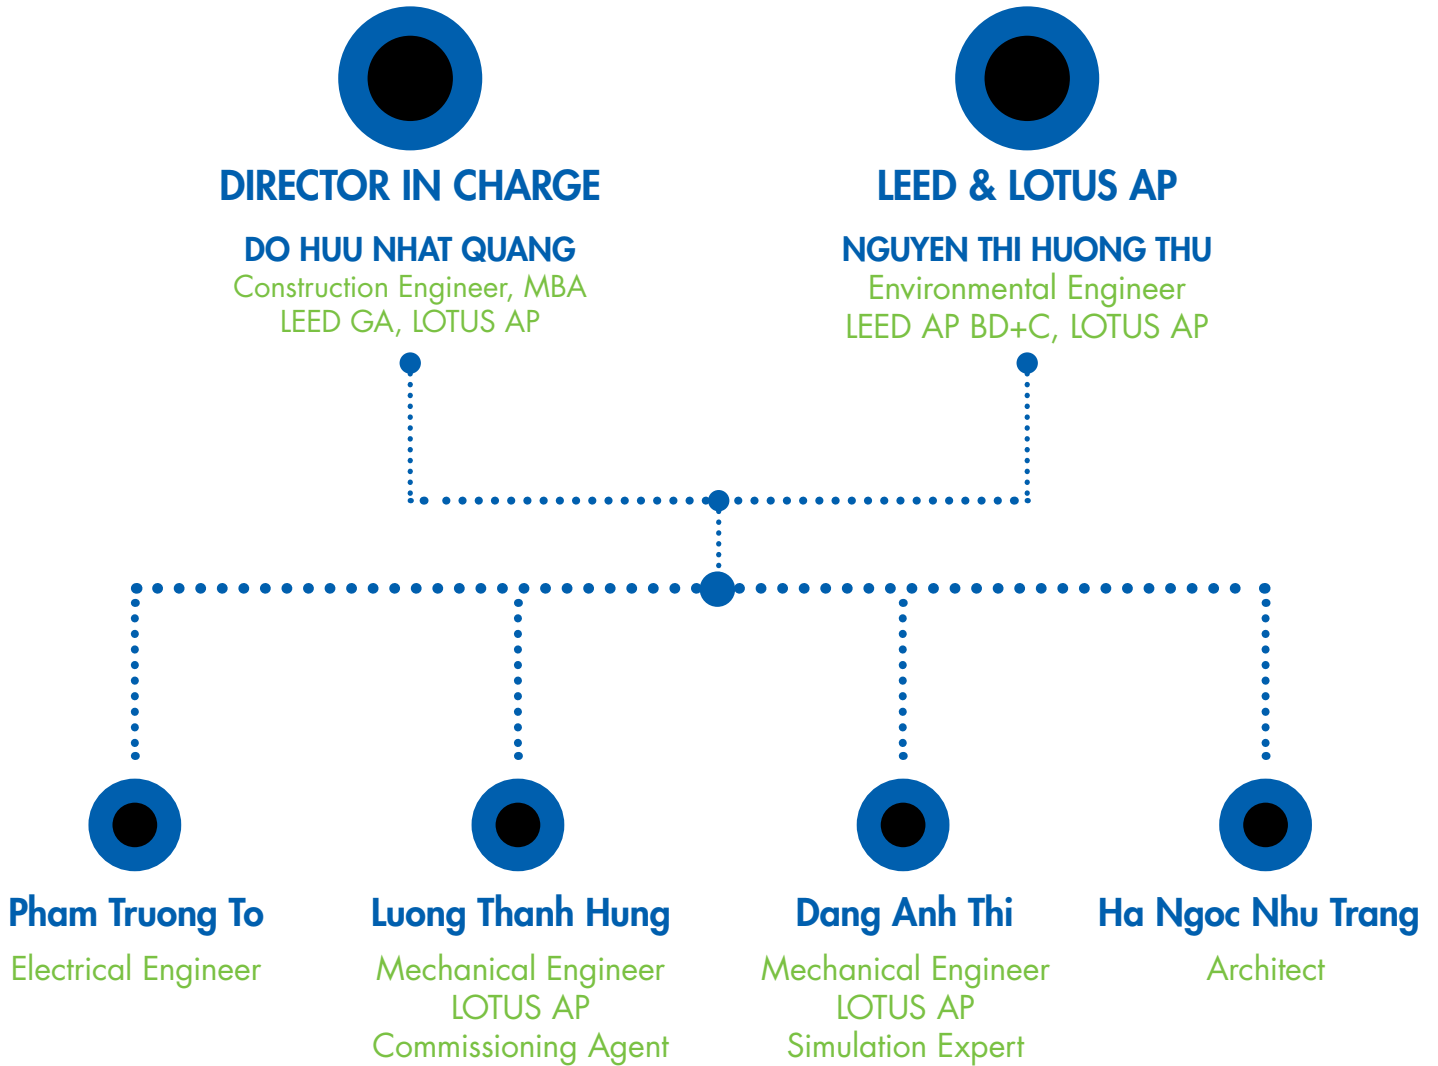 DIRECTOR IN CHARGE
DO HUU NHAT QUANG
Construction Engineer, MBA
LEED GA, LOTUS AP
LEED & LOTUS AP
NGUYEN THI HUONG THU
Environmental Engineer
LEED AP BD+C, LOTUS AP
Pham Truong To
Electrical Engineer
Luong Thanh Hung
Mechanical Engineer
LOTUS AP
Commissioning Agent
Dang Anh Thi
Mechanical Engineer
LOTUS AP
Simulation Expert
Ha Ngoc Nhu Trang
Architect